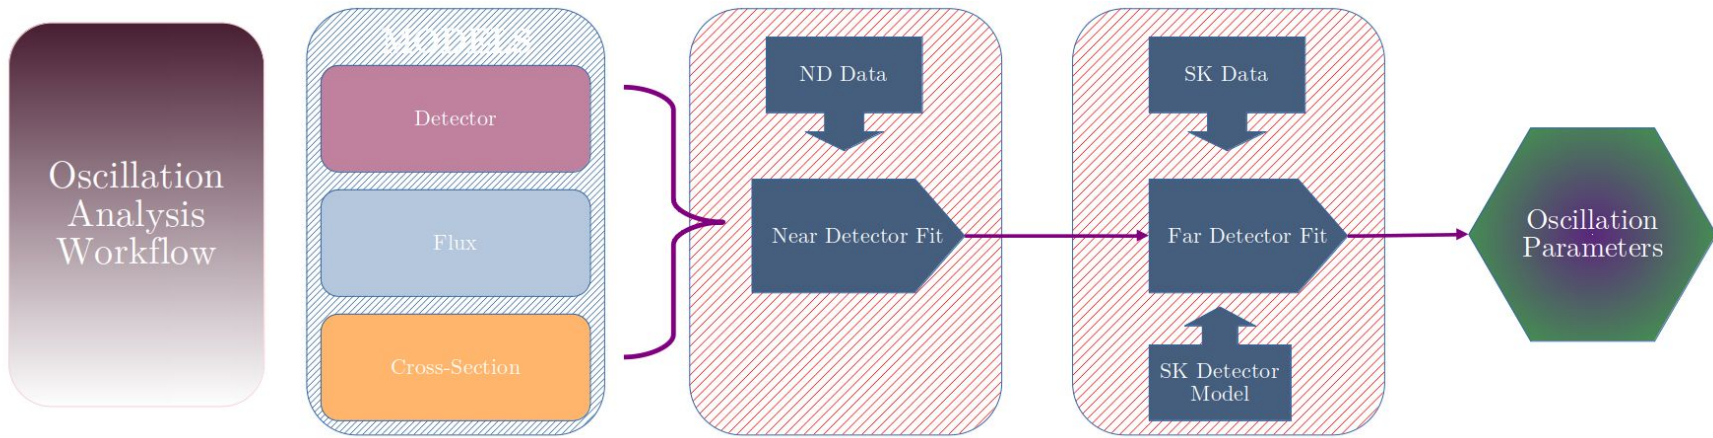 Oscillation
Analysis
Workflow
MODELS
Detector
Flux
Cross-Section
ND Data
Near Detector Fit
SK Data
Far Detector Fit
SK Detector
Model
Oscillation
Parameters